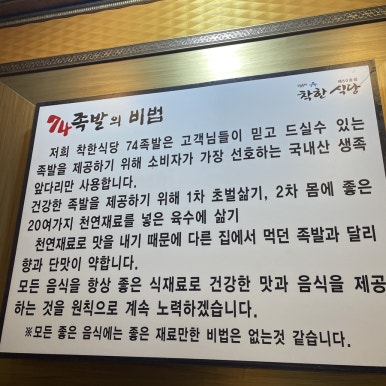 착한 식당
74족발의 비법
저희 착한식당 74족발은 고객님들이 믿고 드실수 있는
족발을 제공하기 위해 소비자가 가장 선호하는 국내산 생족
앞다리만 사용합니다.
건강한 족발을 제공하기 위해 1차 초벌삶기, 2차 몸에 좋은
20여가지 천연재료를 넣은 육수에 삶기
천연재료로 맛을 내기 때문에 다른 집에서 먹던 족발과 달리
향과 단맛이 약합니다.
모든 음식을 항상 좋은 식재료로 건강한 맛과 음식을 제공
하는 것을 원칙으로 계속 노력하겠습니다.
※모든 좋은 음식에는 좋은 재료만한 비법은 없는것 같습니다.